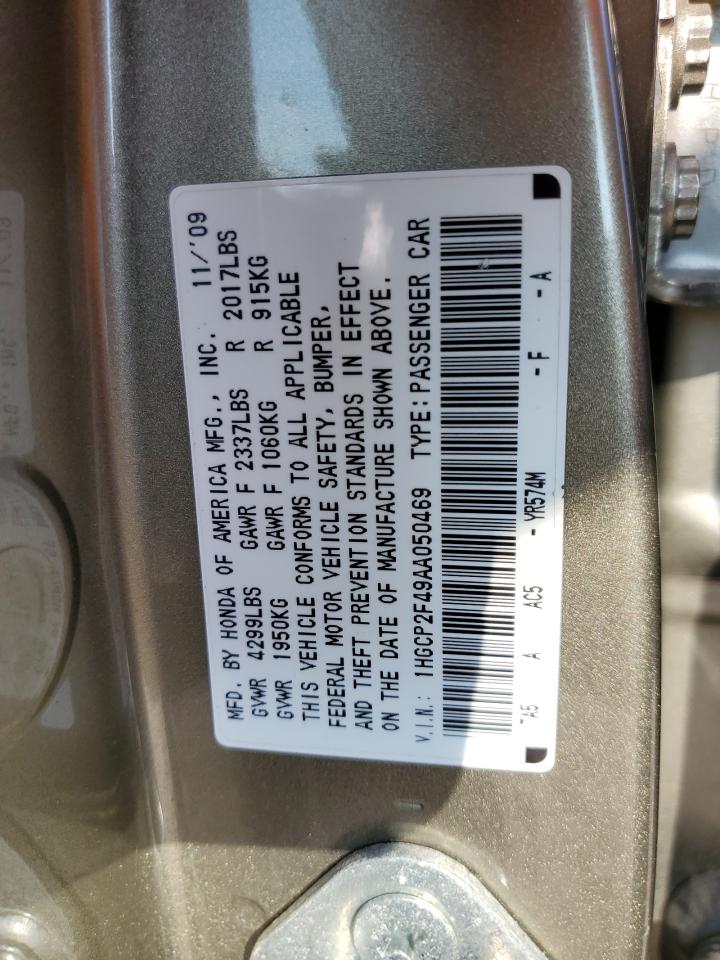 MFD. BY HONDA OF AMERICA MFG., INC. 11/'09
GVWR 4299LBS GAWR F 2337LBS R 2017LBS
GVWR 1950KG GAWR F 1060KG R 915KG
THIS VEHICLE CONFORMS TO ALL APPLICABLE
FEDERAL MOTOR VEHICLE SAFETY, BUMPER,
AND THEFT PREVENTION STANDARDS IN EFFECT
ON THE DATE OF MANUFACTURE SHOWN ABOVE.
V.I.N.: 1HGCP2F49AA050469 TYPE: PASSENGER CAR
TA5 A AC5 - YR574M - F - A